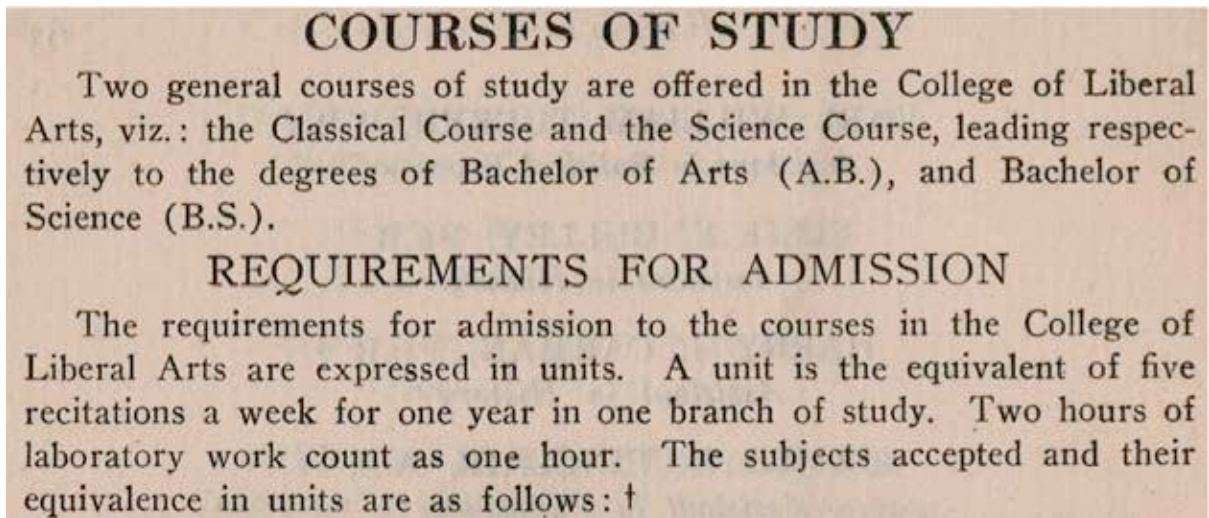 COURSES OF STUDY
Two general courses of study are offered in the College of Liberal
Arts, viz.: the Classical Course and the Science Course, leading respec-
tively to the degrees of Bachelor of Arts (A.B.), and Bachelor of
Science (B.S.).
REQUIREMENTS FOR ADMISSION
The requirements for admission to the courses in the College of
Liberal Arts are expressed in units. A unit is the equivalent of five
recitations a week for one year in one branch of study. Two hours of
laboratory work count as one hour. The subjects accepted and their
equivalence in units are as follows: †